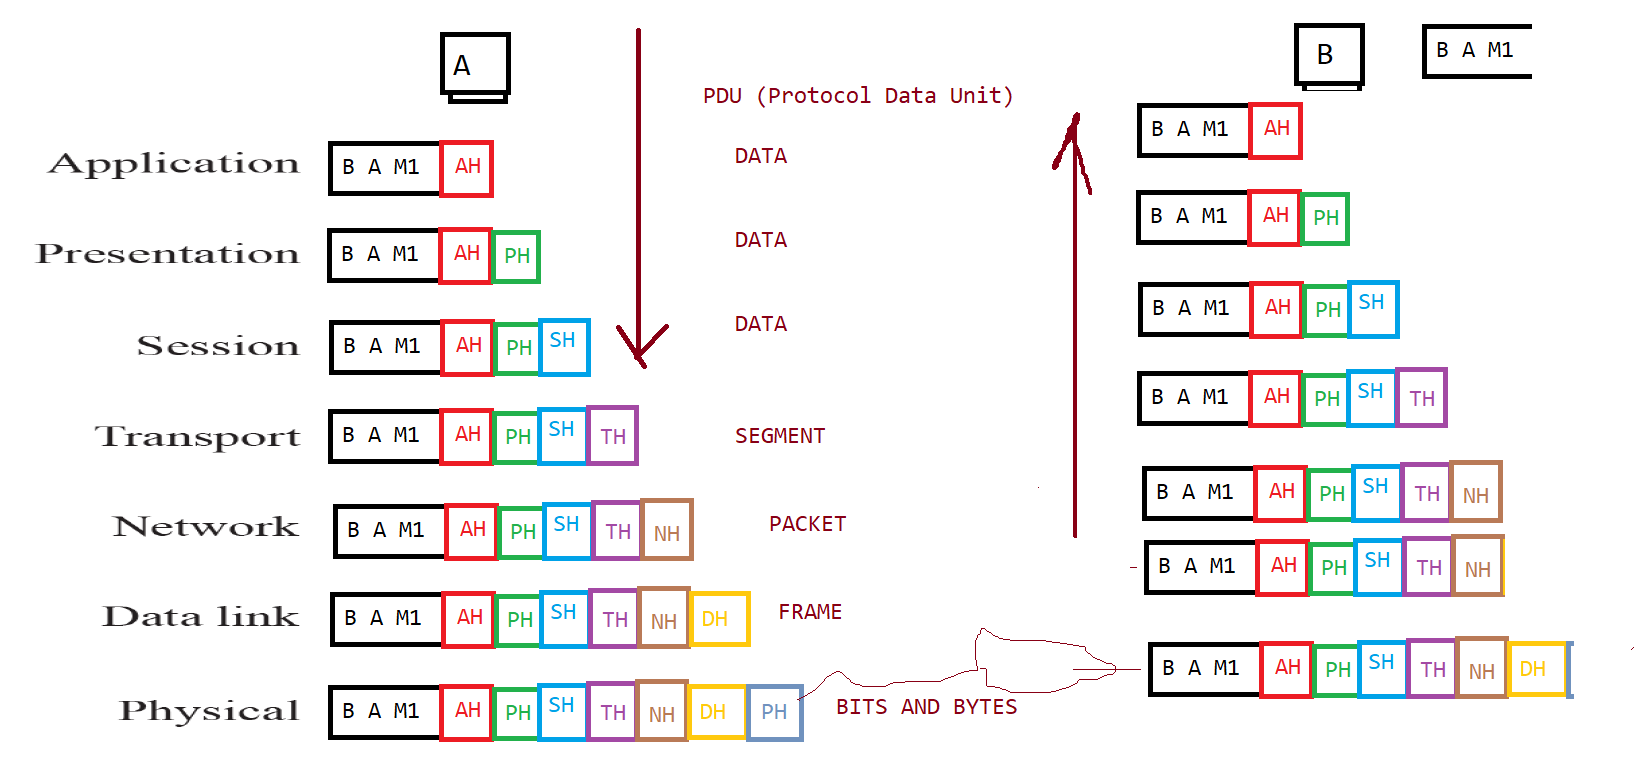 A
B
B A M1
PDU (Protocol Data Unit)
B A M1 AH
Application
B A M1 AH
DATA
B A M1 AH PH
Presentation
B A M1 AH PH
DATA
B A M1 AH PH SH
Session
B A M1 AH PH SH
DATA
B A M1 AH PH SH TH
Transport
B A M1 AH PH SH TH
SEGMENT
B A M1 AH PH SH TH NH
Network
B A M1 AH PH SH TH NH
PACKET
B A M1 AH PH SH TH NH
Data link
B A M1 AH PH SH TH NH DH
FRAME
B A M1 AH PH SH TH NH DH
Physical
B A M1 AH PH SH TH NH DH PH
BITS AND BYTES